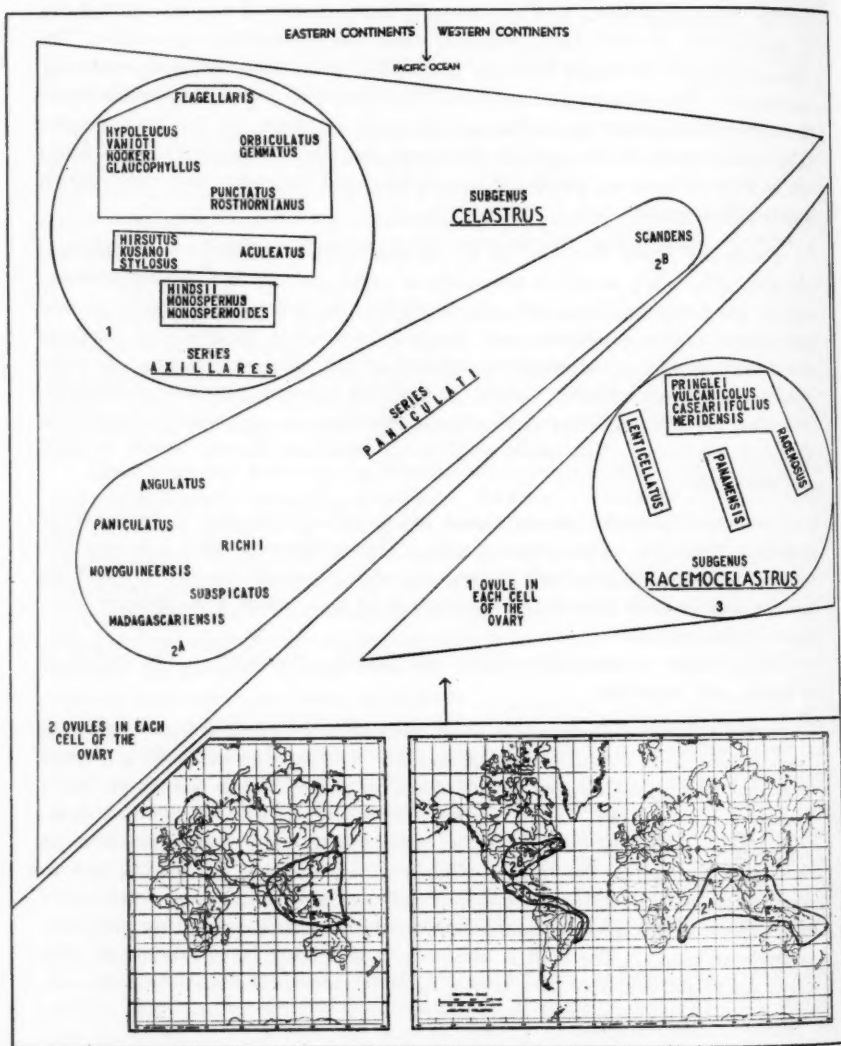 EASTERN CONTINENTS WESTERN CONTINENTS
PACIFIC OCEAN
FLAGELLARIS
HYPOLEUCUS
VANIOTI
HOOKERI
GLAUCOPHYLLUS
ORBICULATUS
GEMMATUS
PUNCTATUS
ROSTHORNIANUS
HIRSUTUS
KUSANOI
STYLOSUS
ACULEATUS
HINDSII
MONOSPERMUS
MONOSPERMOIDES
1
SERIES
AXILLARES
SUBGENUS
CELASTRUS
SCANDENS
2B
SERIES
PANICULATI
ANGULATUS
PANICULATUS
RICHII
NOVOGUINEENSIS
SUBSPICATUS
MADAGASCARIENSIS
2A
PRINGLEI
VULCANICOLUS
CASEARIIFOLIUS
MERIDENSIS
RACEMOSUS
LENTICELLATUS
PANAMENSIS
SUBGENUS
RACEMOCELASTRUS
3
1 OVULE IN
EACH CELL
OF THE
OVARY
2 OVULES IN EACH
CELL OF THE
OVARY
1
2B
3
2A